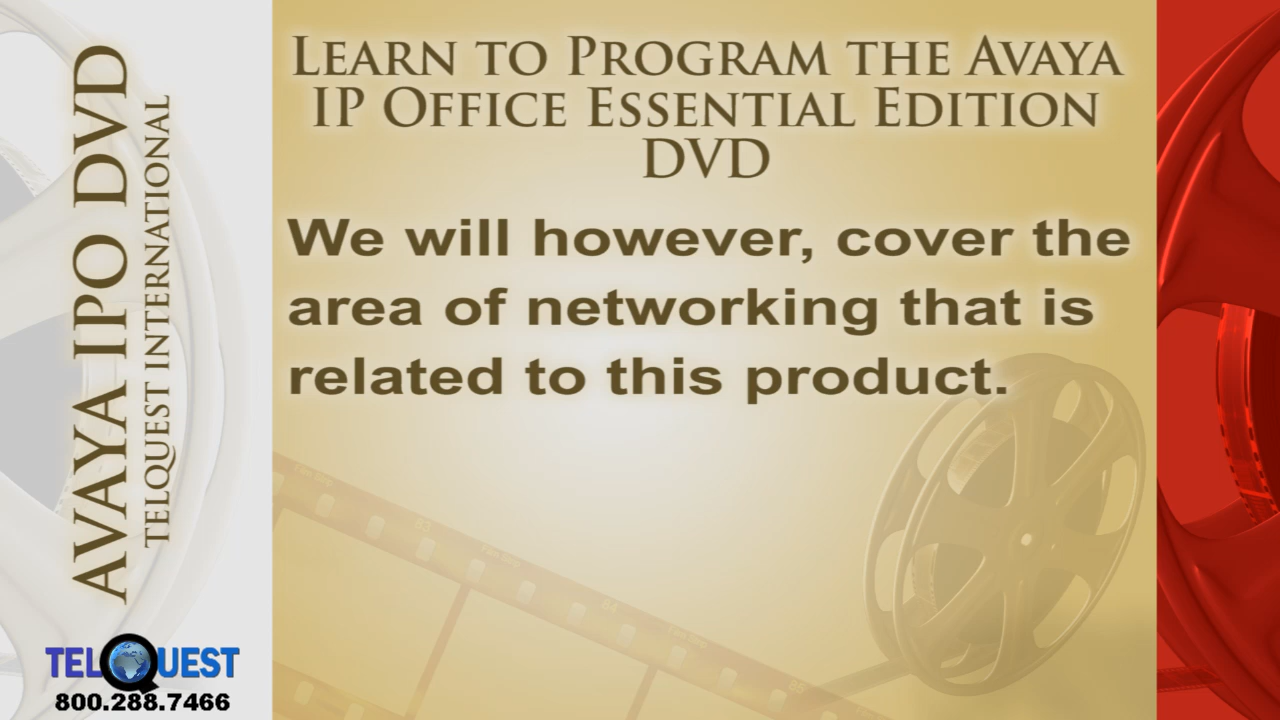 AVAYA IPO DVD
TELQUEST INTERNATIONAL
TELQUEST
800.288.7466
LEARN TO PROGRAM THE AVAYA
IP OFFICE ESSENTIAL EDITION
DVD
We will however, cover the
area of networking that is
related to this product.